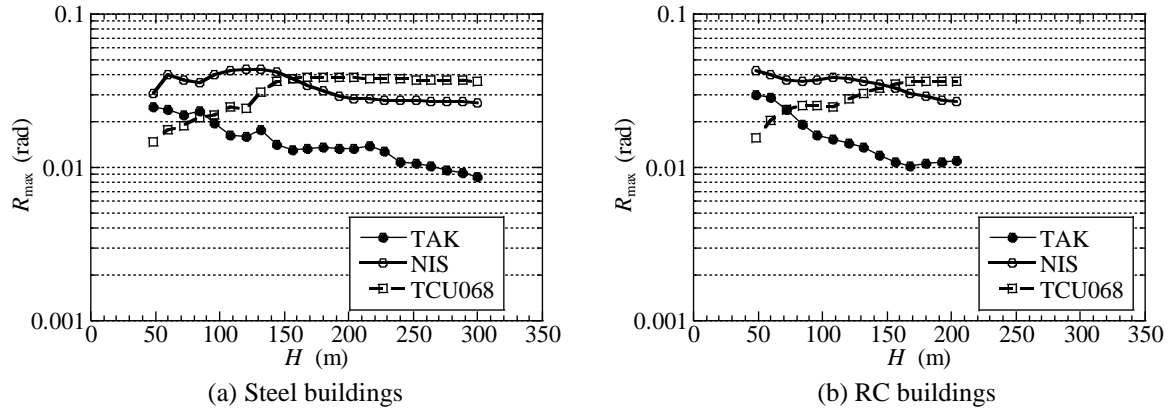 0.1
0.01
0.001
R_max (rad)
TAK
NIS
TCU068
0 50 100 150 200 250 300 350
H (m)
(a) Steel buildings
0.1
0.01
0.001
R_max (rad)
TAK
NIS
TCU068
0 50 100 150 200 250 300 350
H (m)
(b) RC buildings